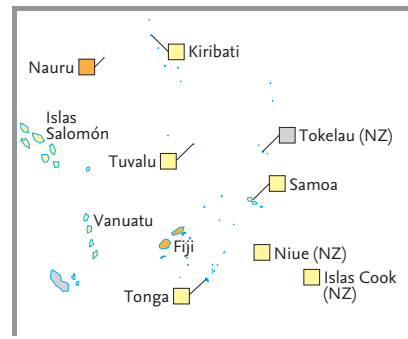 Kiribati
Nauru
Islas
Salomón
Tokelau (NZ)
Tuvalu
Samoa
Vanuatu
Fiji
Niue (NZ)
Islas Cook
(NZ)
Tonga